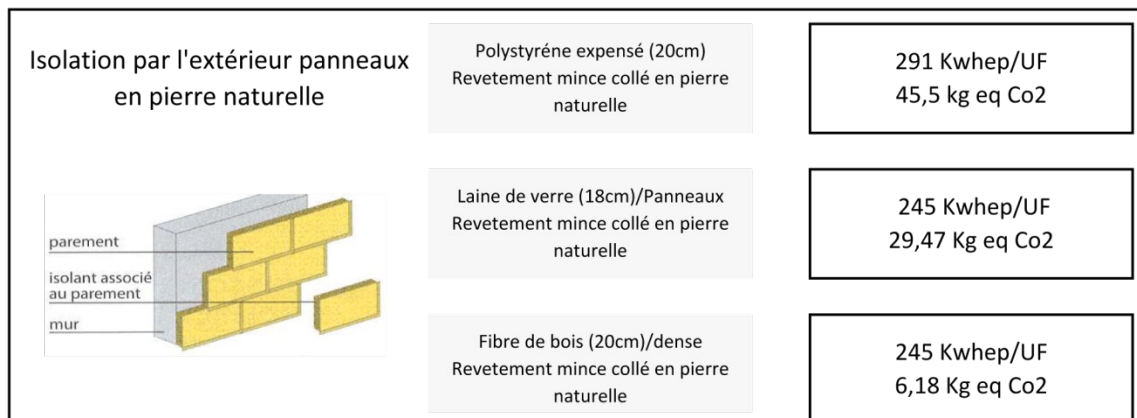 Isolation par l'extérieur panneaux
en pierre naturelle
Polystyréne expensé (20cm)
Revetement mince collé en pierre
naturelle
291 Kwhep/UF
45,5 kg eq Co2
parement
isolant associé
au parement
mur
Laine de verre (18cm)/Panneaux
Revetement mince collé en pierre
naturelle
245 Kwhep/UF
29,47 Kg eq Co2
Fibre de bois (20cm)/dense
Revetement mince collé en pierre
naturelle
245 Kwhep/UF
6,18 Kg eq Co2